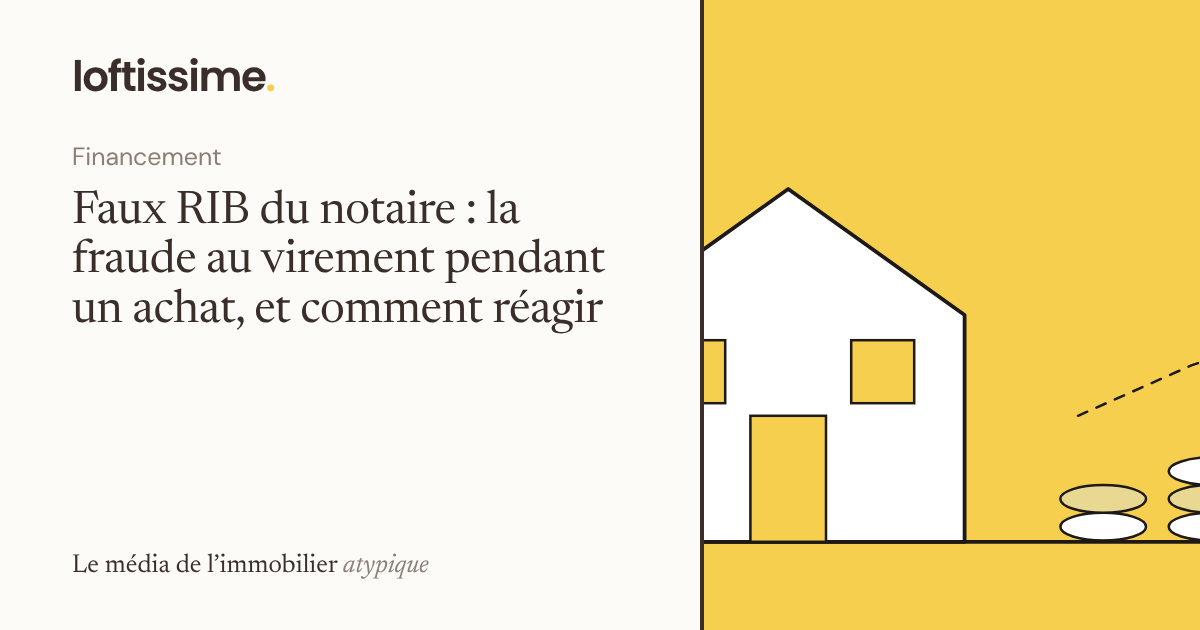 loftissime.
Financement
Faux RIB du notaire : la
fraude au virement pendant
un achat, et comment réagir
Le média de l’immobilier atypique